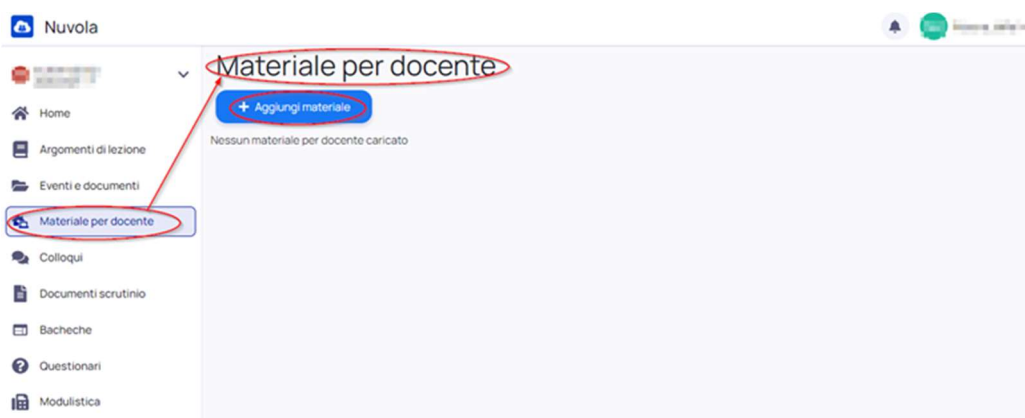 Nuvola
Materiale per docente
+ Aggiungi materiale
Nessun materiale per docente caricato
Home
Argomenti di lezione
Eventi e documenti
Materiale per docente
Colloqui
Documenti scrutinio
Bacheche
Questionari
Modulistica